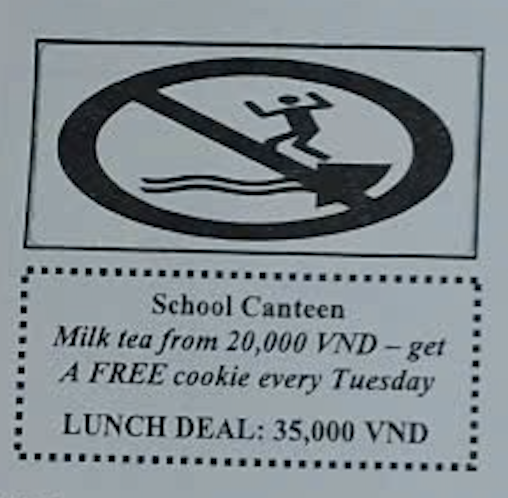 School Canteen
Milk tea from 20,000 VND – get
A FREE cookie every Tuesday
LUNCH DEAL: 35,000 VND